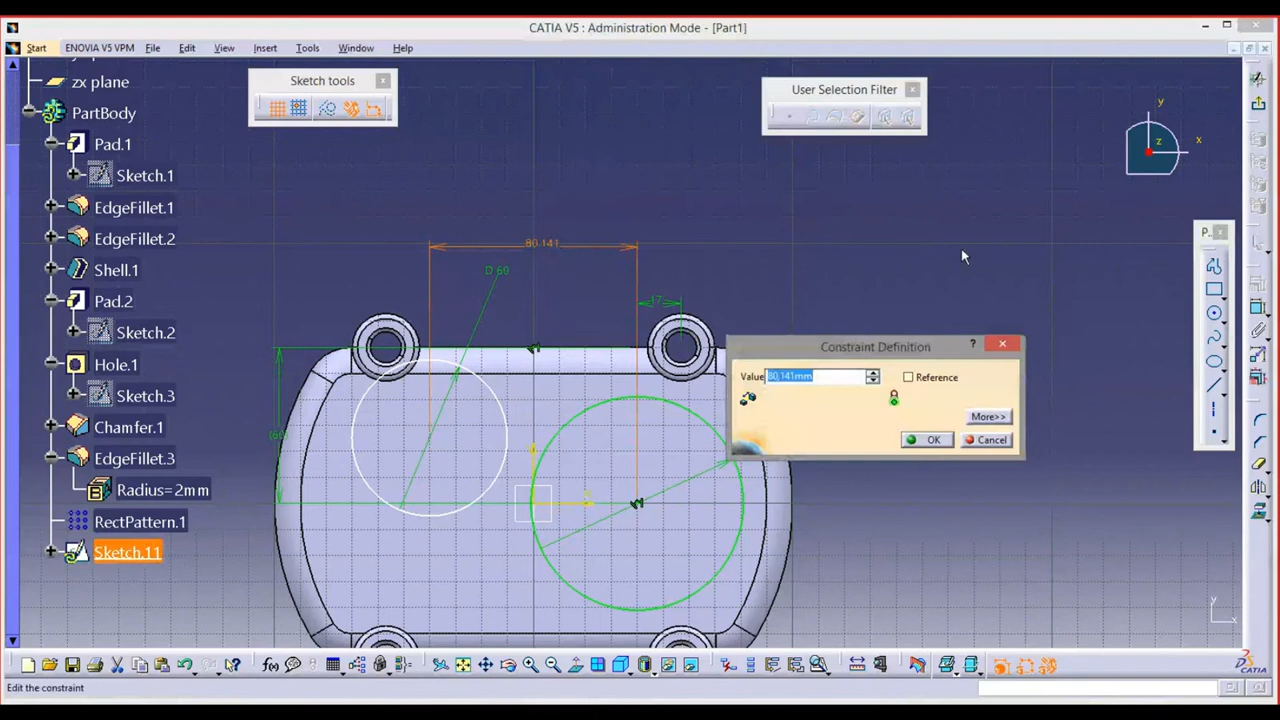 CATIA V5 : Administration Mode - [Part1]
Start ENOVIA V5 VPM File Edit View Insert Tools Window Help
Sketch tools
User Selection Filter
zx plane
PartBody
Pad.1
Sketch.1
EdgeFillet.1
EdgeFillet.2
Shell.1
Pad.2
Sketch.2
Hole.1
Sketch.3
Chamfer.1
EdgeFillet.3
Radius=2mm
RectPattern.1
Sketch.11
y
z
x
P..
80.141
D 60
17
Constraint Definition
Value 80,141mm
Reference
More>>
OK
Cancel
y
x
f(x)
CATIA
Edit the constraint